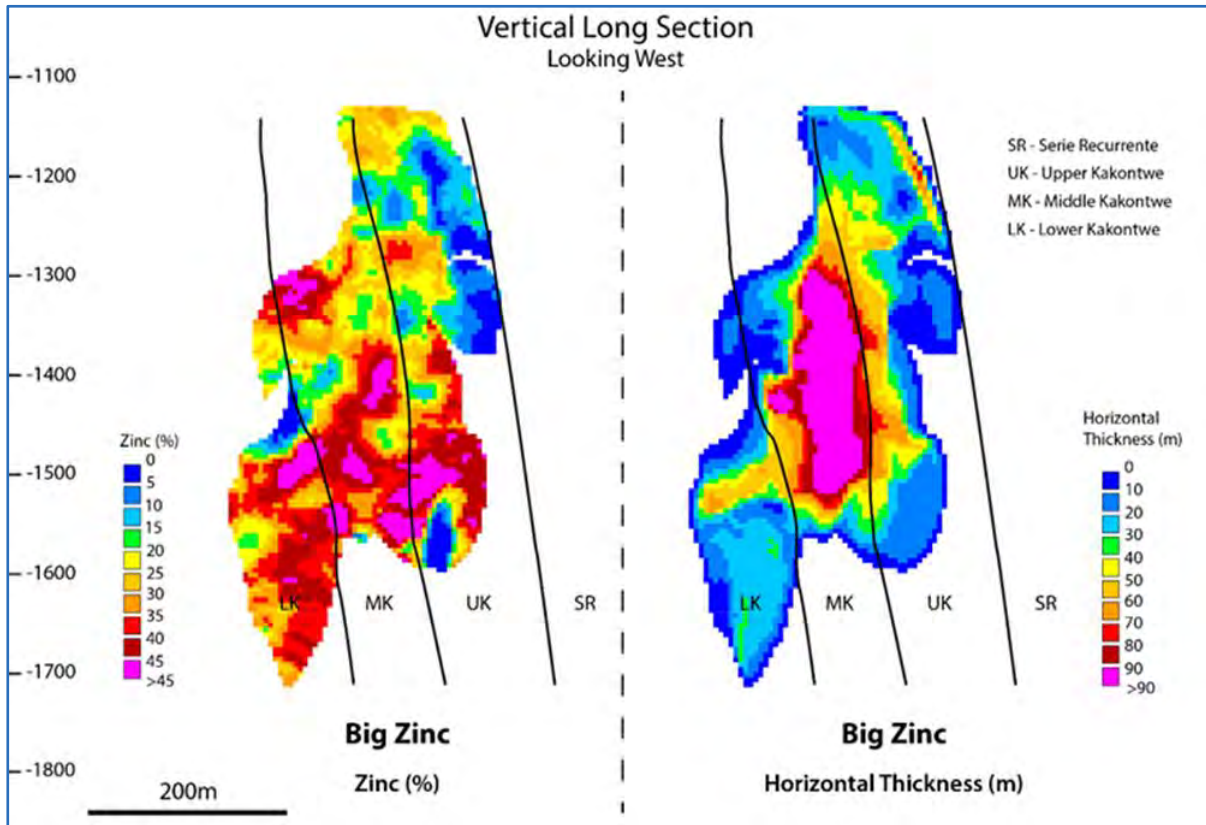 Vertical Long Section
Looking West
-1100
-1200
-1300
-1400
-1500
-1600
-1700
-1800
Zinc (%)
0
5
10
15
20
25
30
35
40
45
>45
LK
MK
UK
SR
Big Zinc
Zinc (%)
200m
SR - Serie Recurrente
UK - Upper Kakontwe
MK - Middle Kakontwe
LK - Lower Kakontwe
Horizontal
Thickness (m)
0
10
20
30
40
50
60
70
80
90
>90
LK
MK
UK
SR
Big Zinc
Horizontal Thickness (m)